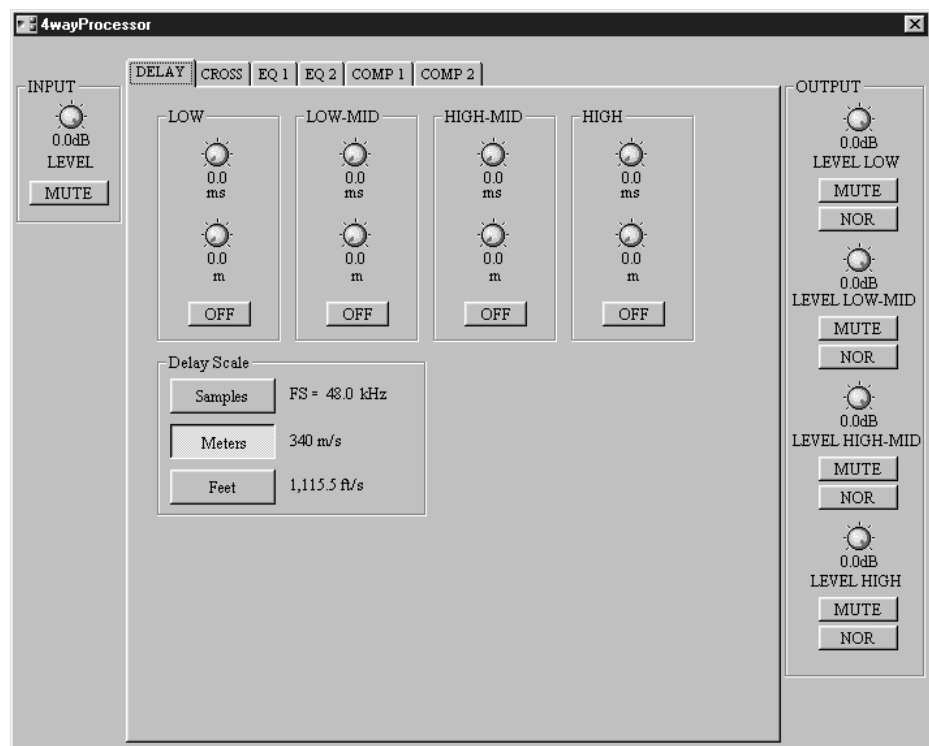 4wayProcessor
INPUT
0.0dB
LEVEL
MUTE
DELAY CROSS EQ 1 EQ 2 COMP 1 COMP 2
LOW
0.0
ms
0.0
m
OFF
LOW-MID
0.0
ms
0.0
m
OFF
HIGH-MID
0.0
ms
0.0
m
OFF
HIGH
0.0
ms
0.0
m
OFF
Delay Scale
Samples FS = 48.0 kHz
Meters 340 m/s
Feet 1,115.5 ft/s
OUTPUT
0.0dB
LEVEL LOW
MUTE
NOR
0.0dB
LEVEL LOW-MID
MUTE
NOR
0.0dB
LEVEL HIGH-MID
MUTE
NOR
0.0dB
LEVEL HIGH
MUTE
NOR